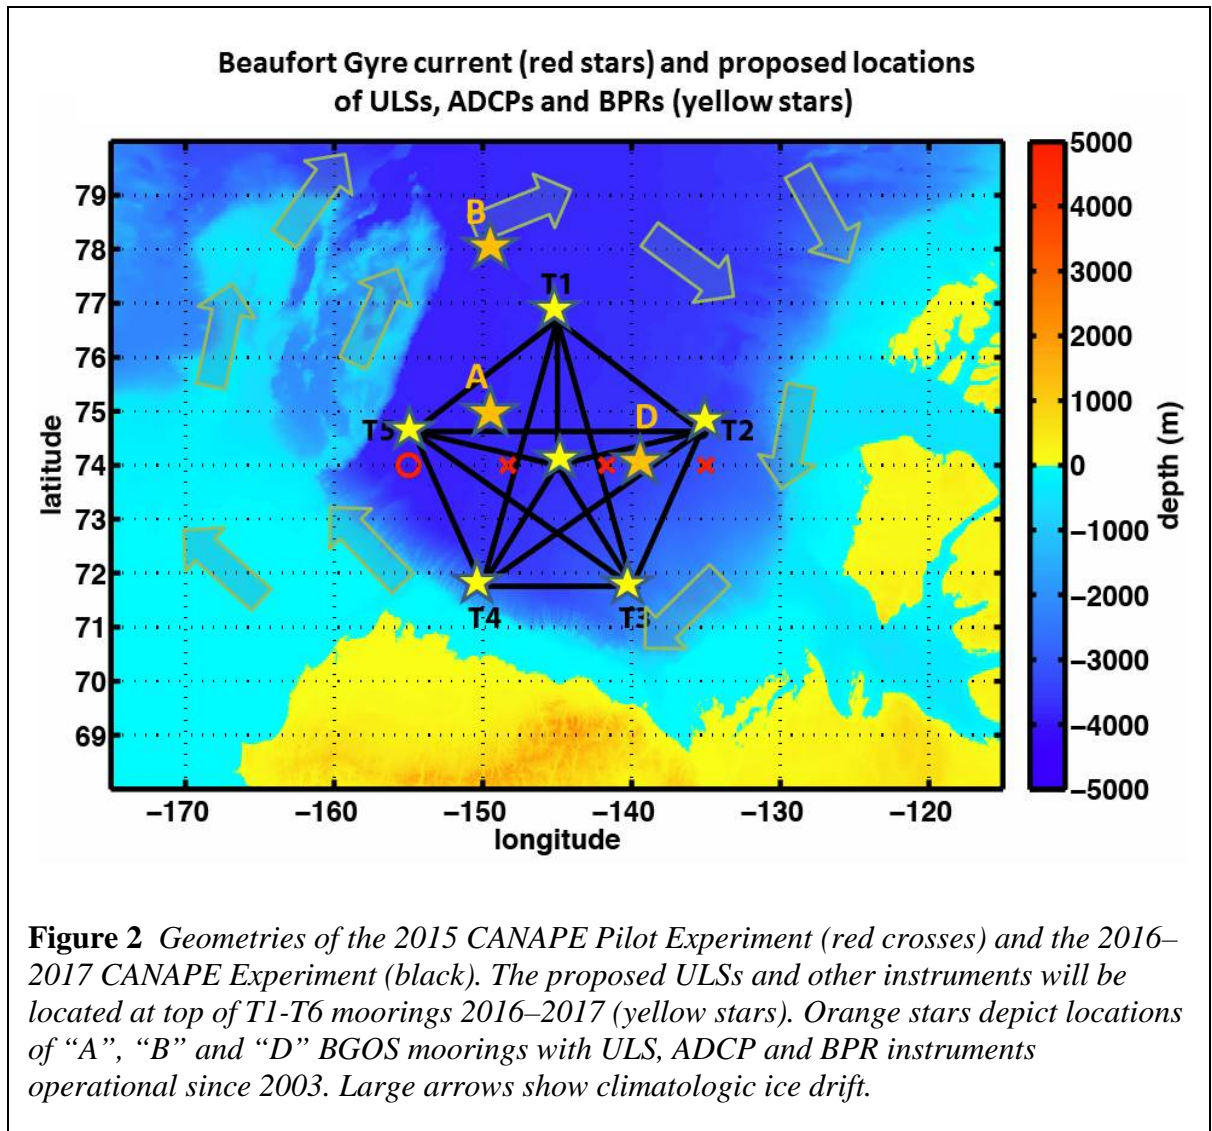 Beaufort Gyre current (red stars) and proposed locations
of ULSs, ADCPs and BPRs (yellow stars)
79
78
77
76
75
74
73
72
71
70
69
latitude
B
T1
A
D
T5
T2
T4
T3
−170
−160
−150
−140
−130
−120
longitude
5000
4000
3000
2000
1000
0
−1000
−2000
−3000
−4000
−5000
depth (m)
Figure 2 Geometries of the 2015 CANAPE Pilot Experiment (red crosses) and the 2016–
2017 CANAPE Experiment (black). The proposed ULSs and other instruments will be
located at top of T1-T6 moorings 2016–2017 (yellow stars). Orange stars depict locations
of “A”, “B” and “D” BGOS moorings with ULS, ADCP and BPR instruments
operational since 2003. Large arrows show climatologic ice drift.